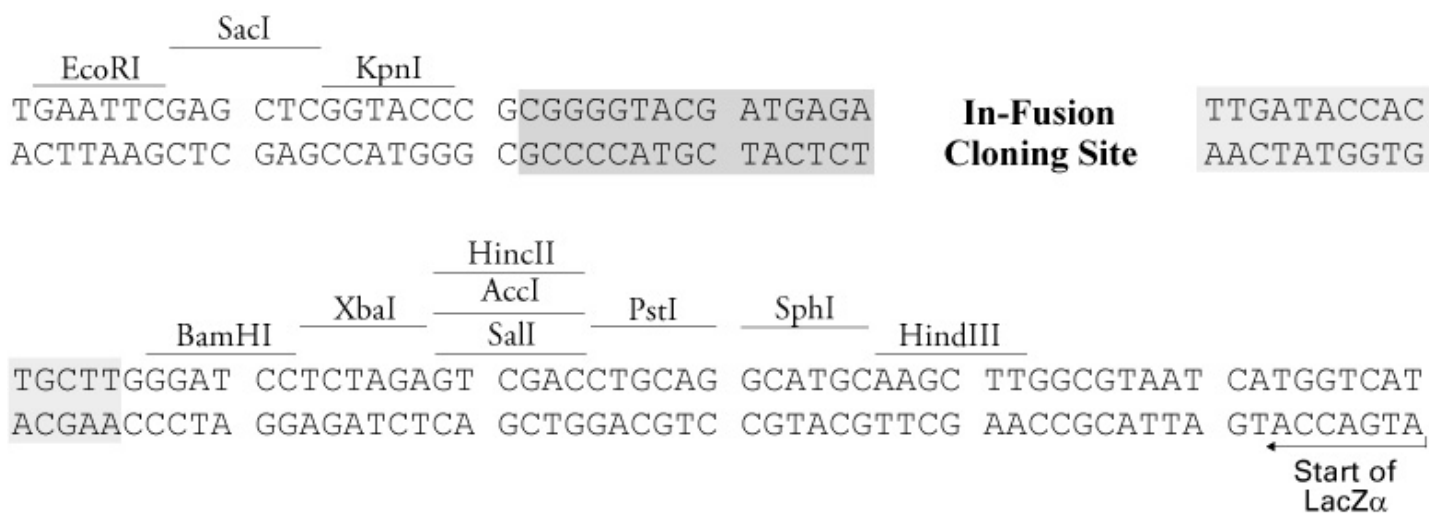 SacI
EcoRI KpnI
TGAATTCGAG CTCGGTACCC GCGGGGTACG ATGAGA In-Fusion TTGATACCAC
ACTTAAGCTC GAGCCATGGG CGCCCCATGC TACTCT Cloning Site AACTATGGTG
HincII
AccI
XbaI PstI SphI
BamHI SalI HindIII
TGCTTGGGAT CCTCTAGAGT CGACCTGCAG GCATGCAAGC TTGGCGTAAT CATGGTCAT
ACGAACCCTA GGAGATCTCA GCTGGACGTC CGTACGTTCG AACCGCATTA GTACCAGTA
Start of
LacZα